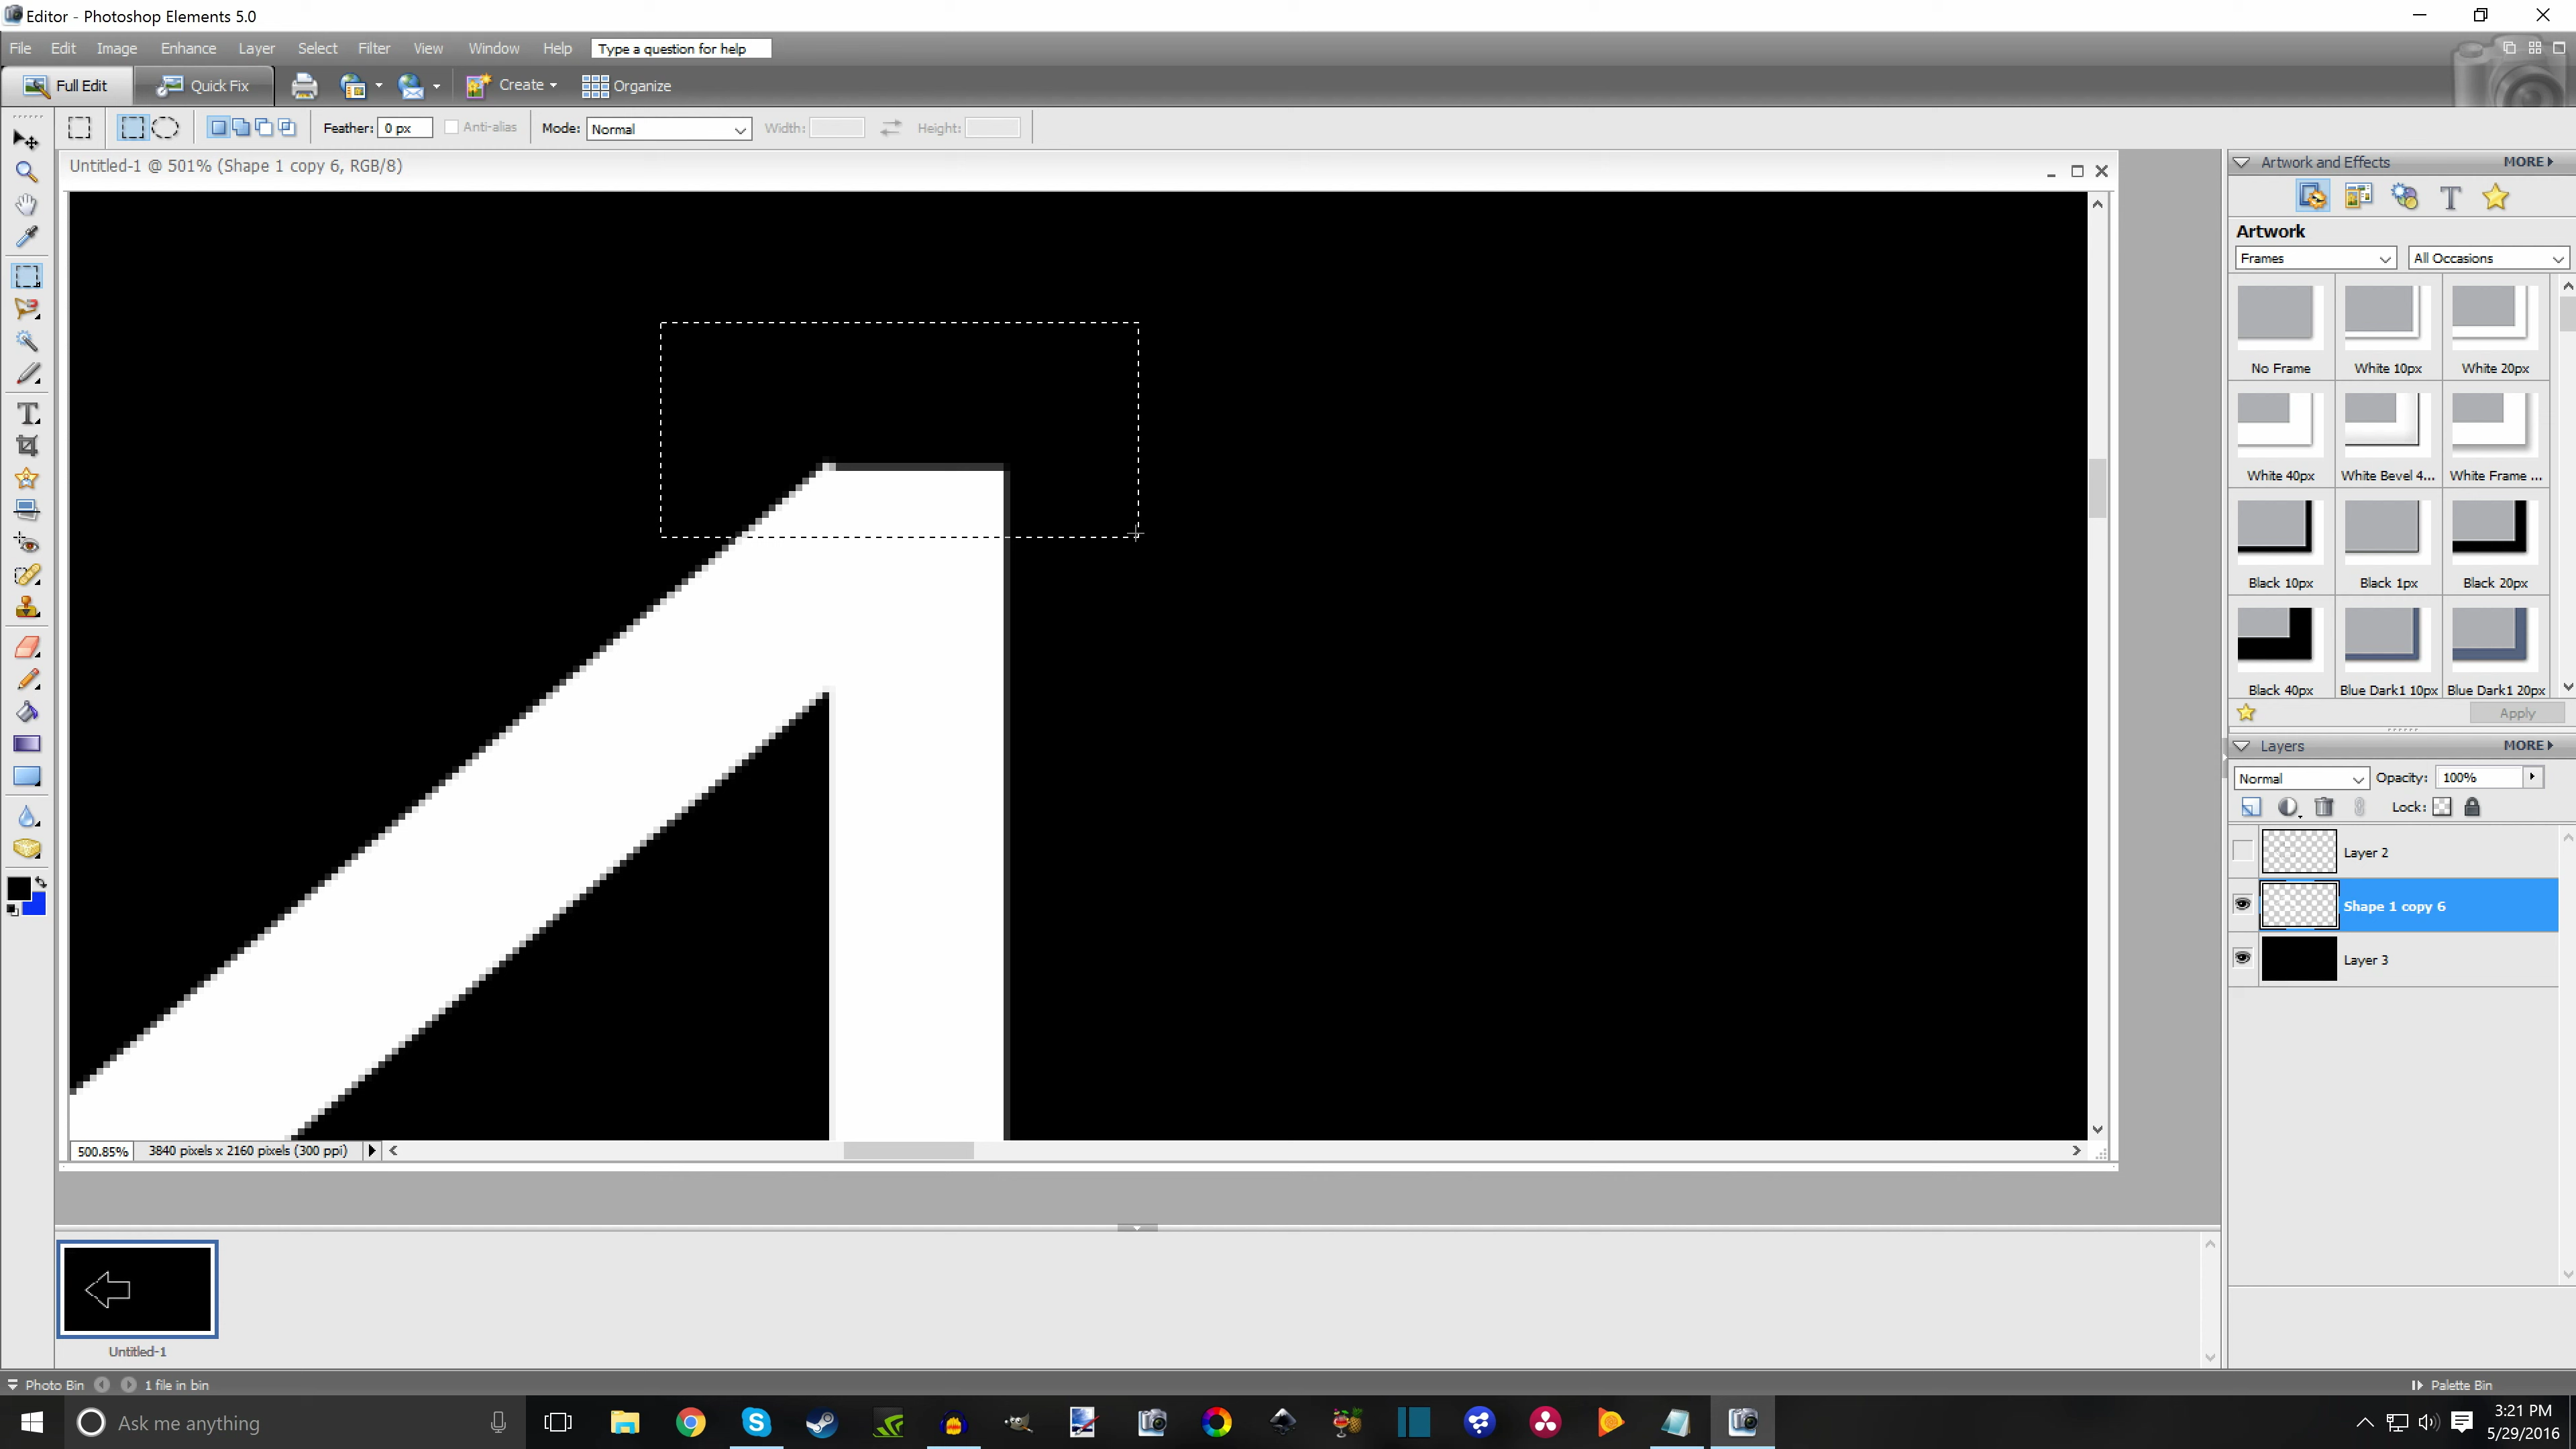 Editor - Photoshop Elements 5.0
File Edit Image Enhance Layer Select Filter View Window Help Type a question for help
Full Edit Quick Fix Create Organize
Feather: 0 px Anti-alias Mode: Normal Width: Height:
Untitled-1 @ 501% (Shape 1 copy 6, RGB/8)
Artwork and Effects MORE
Artwork
Frames All Occasions
No Frame White 10px White 20px
White 40px White Bevel 4... White Frame ...
Black 10px Black 1px Black 20px
Black 40px Blue Dark1 10px Blue Dark1 20px
Apply
Layers MORE
Normal Opacity: 100%
Lock:
Layer 2
Shape 1 copy 6
Layer 3
500.85% 3840 pixels x 2160 pixels (300 ppi)
Untitled-1
Photo Bin 1 file in bin Palette Bin
Ask me anything
3:21 PM
5/29/2016